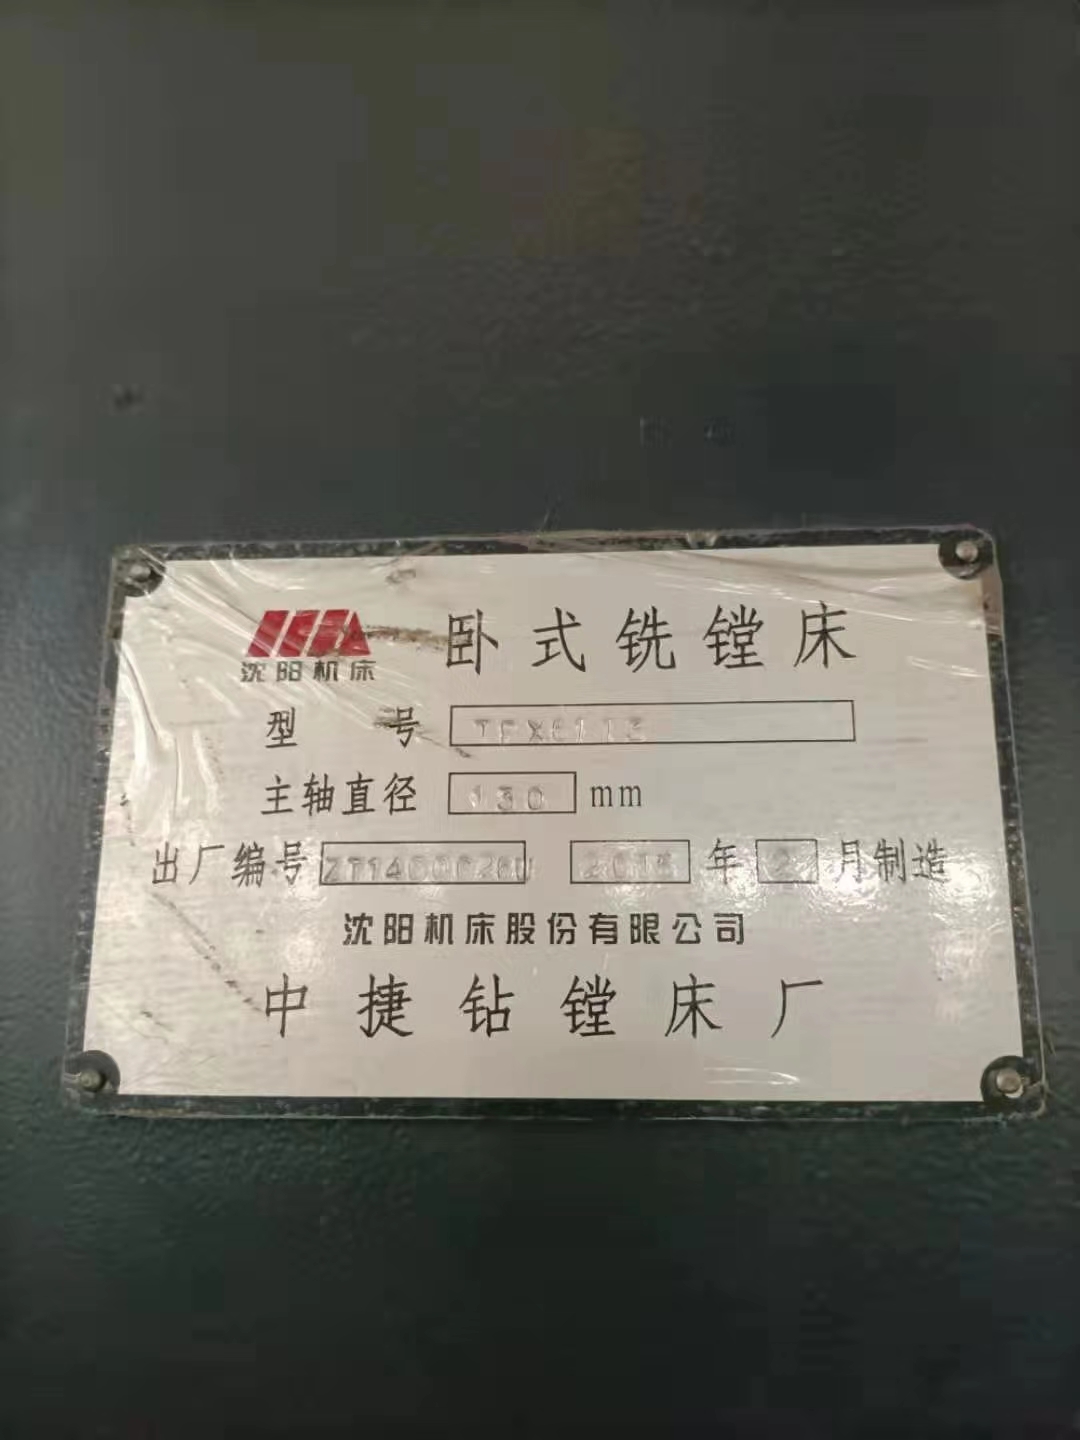 沈阳机床
卧式铣镗床
型 号 TPX6113
主轴直径 130 mm
出厂编号 年 2 月制造
沈阳机床股份有限公司
中捷钻镗床厂